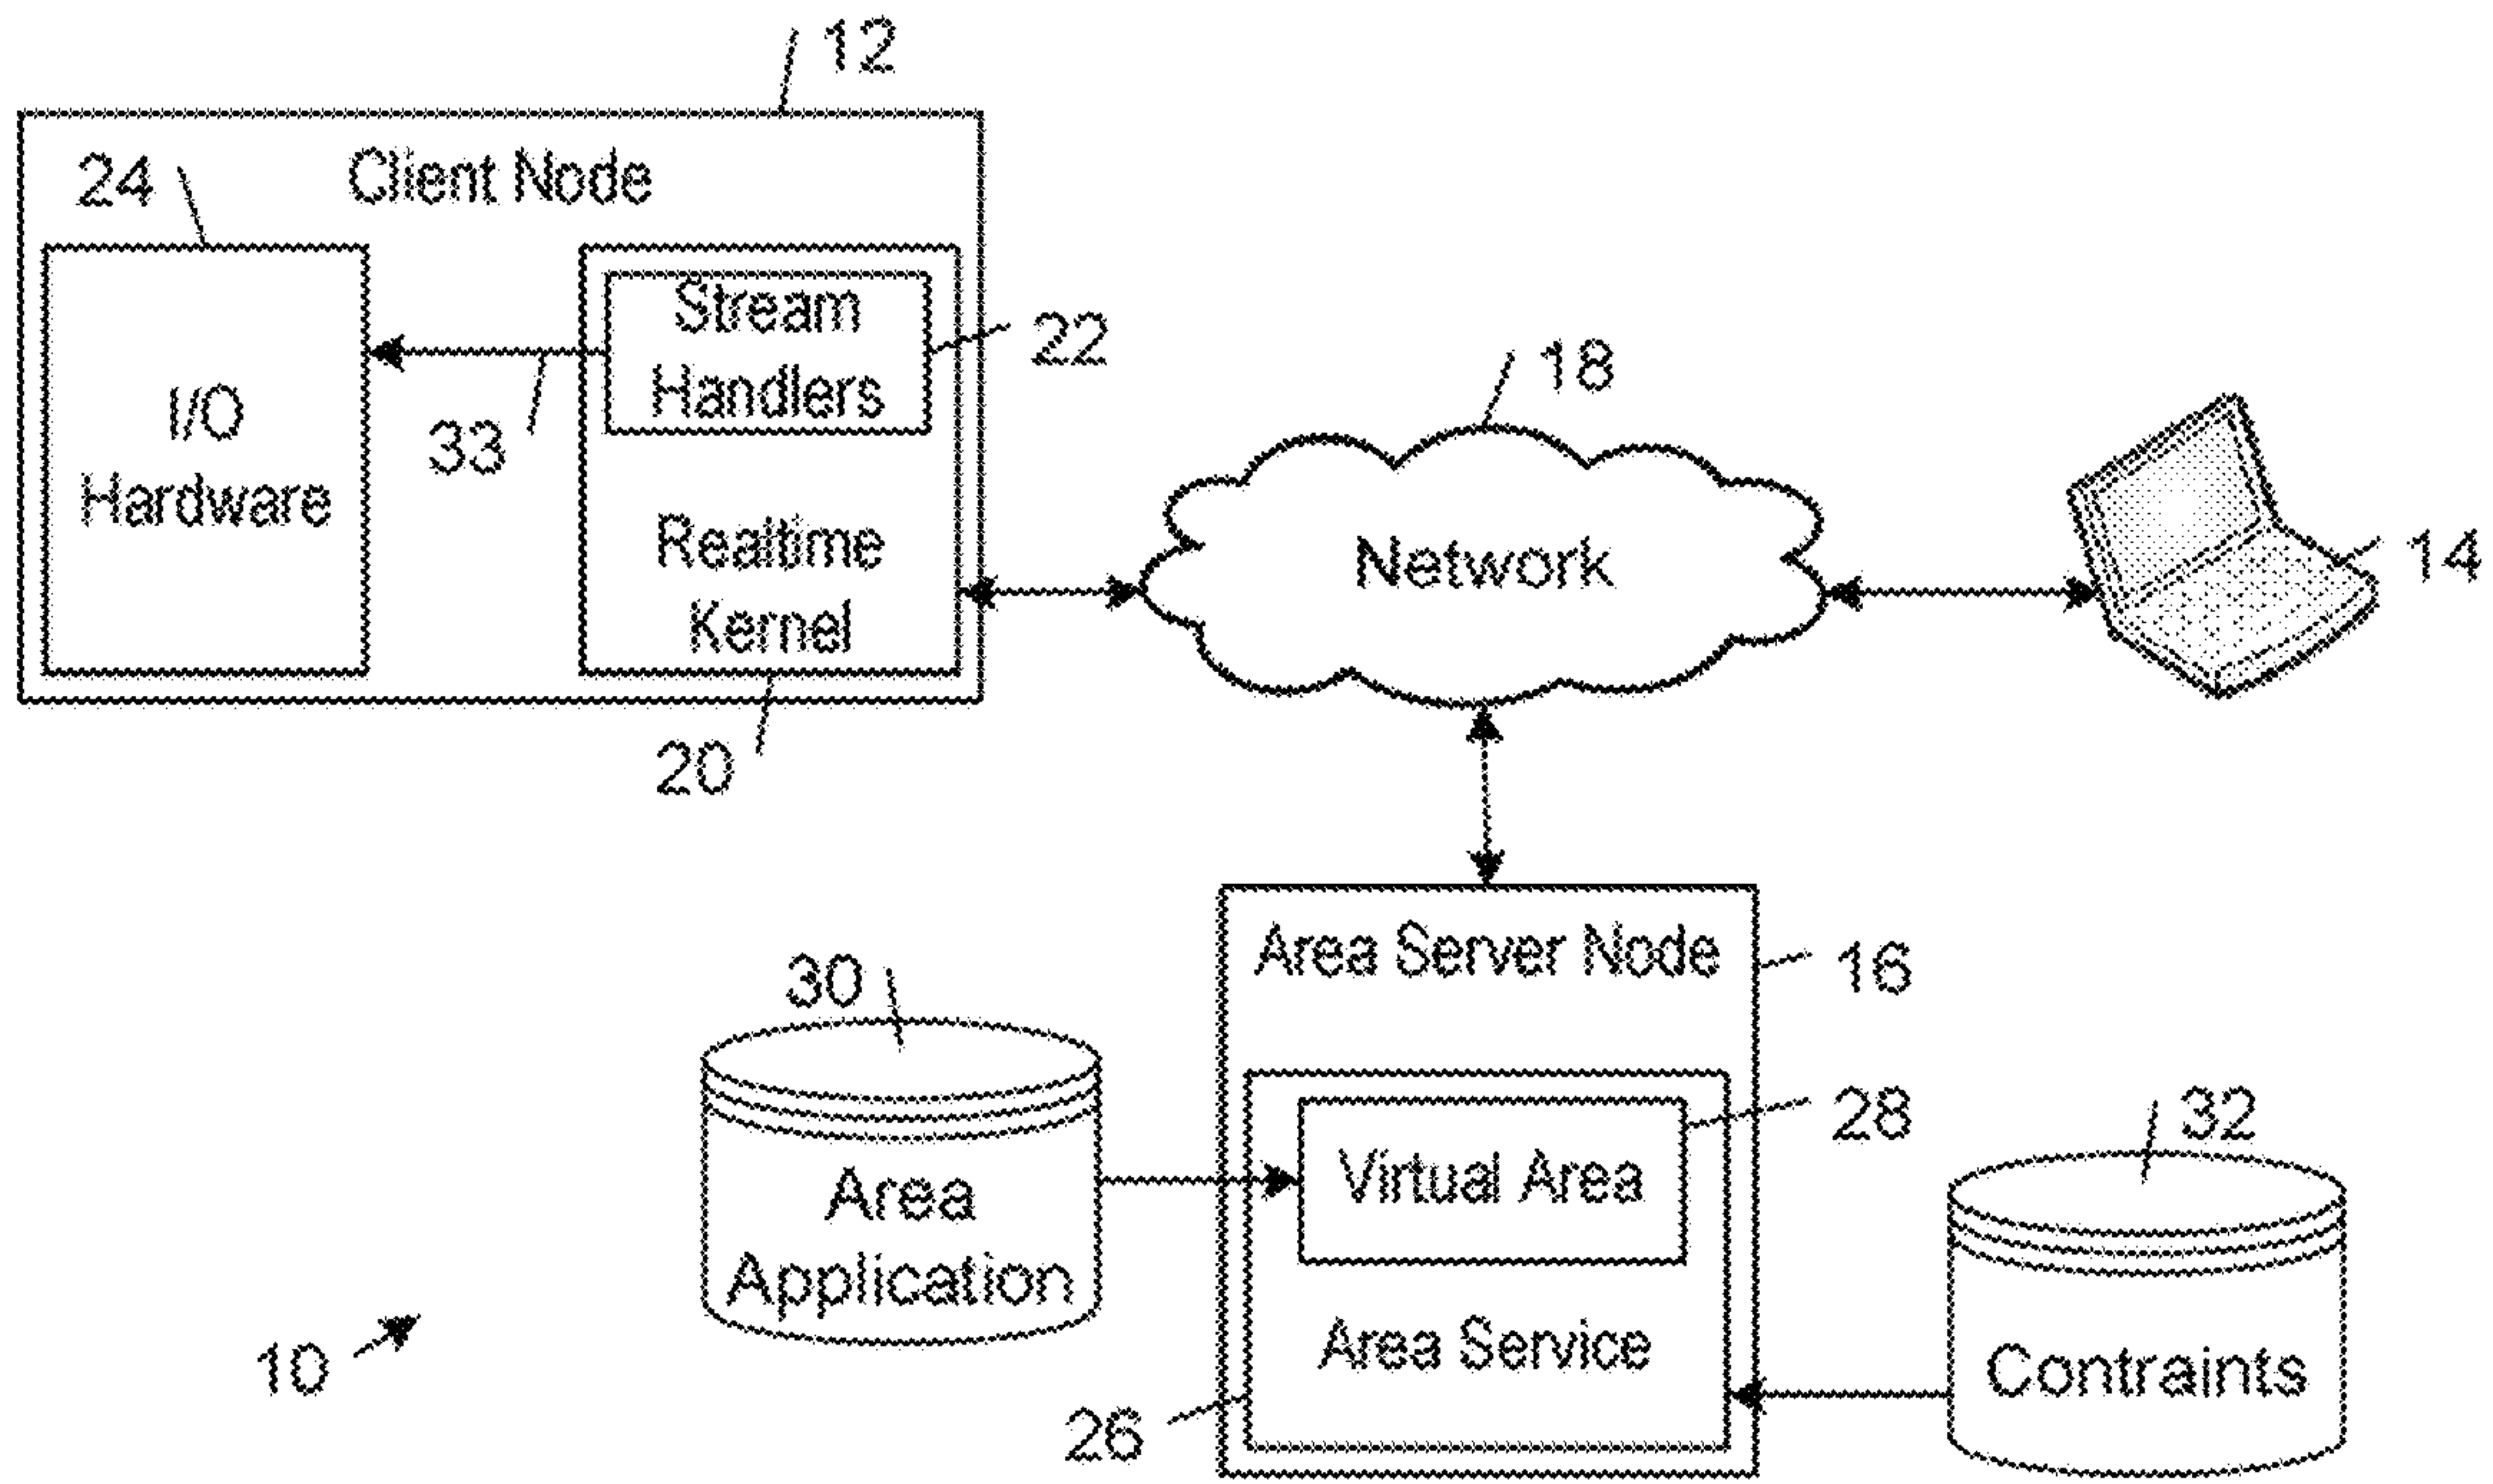 12
24
Client Node
Stream
Handlers
22
I/O
Hardware
33
Realtime
Kernel
20
18
Network
14
Area Server Node
16
30
Area
Application
Virtual Area
28
32
Area Service
Contraints
26
10